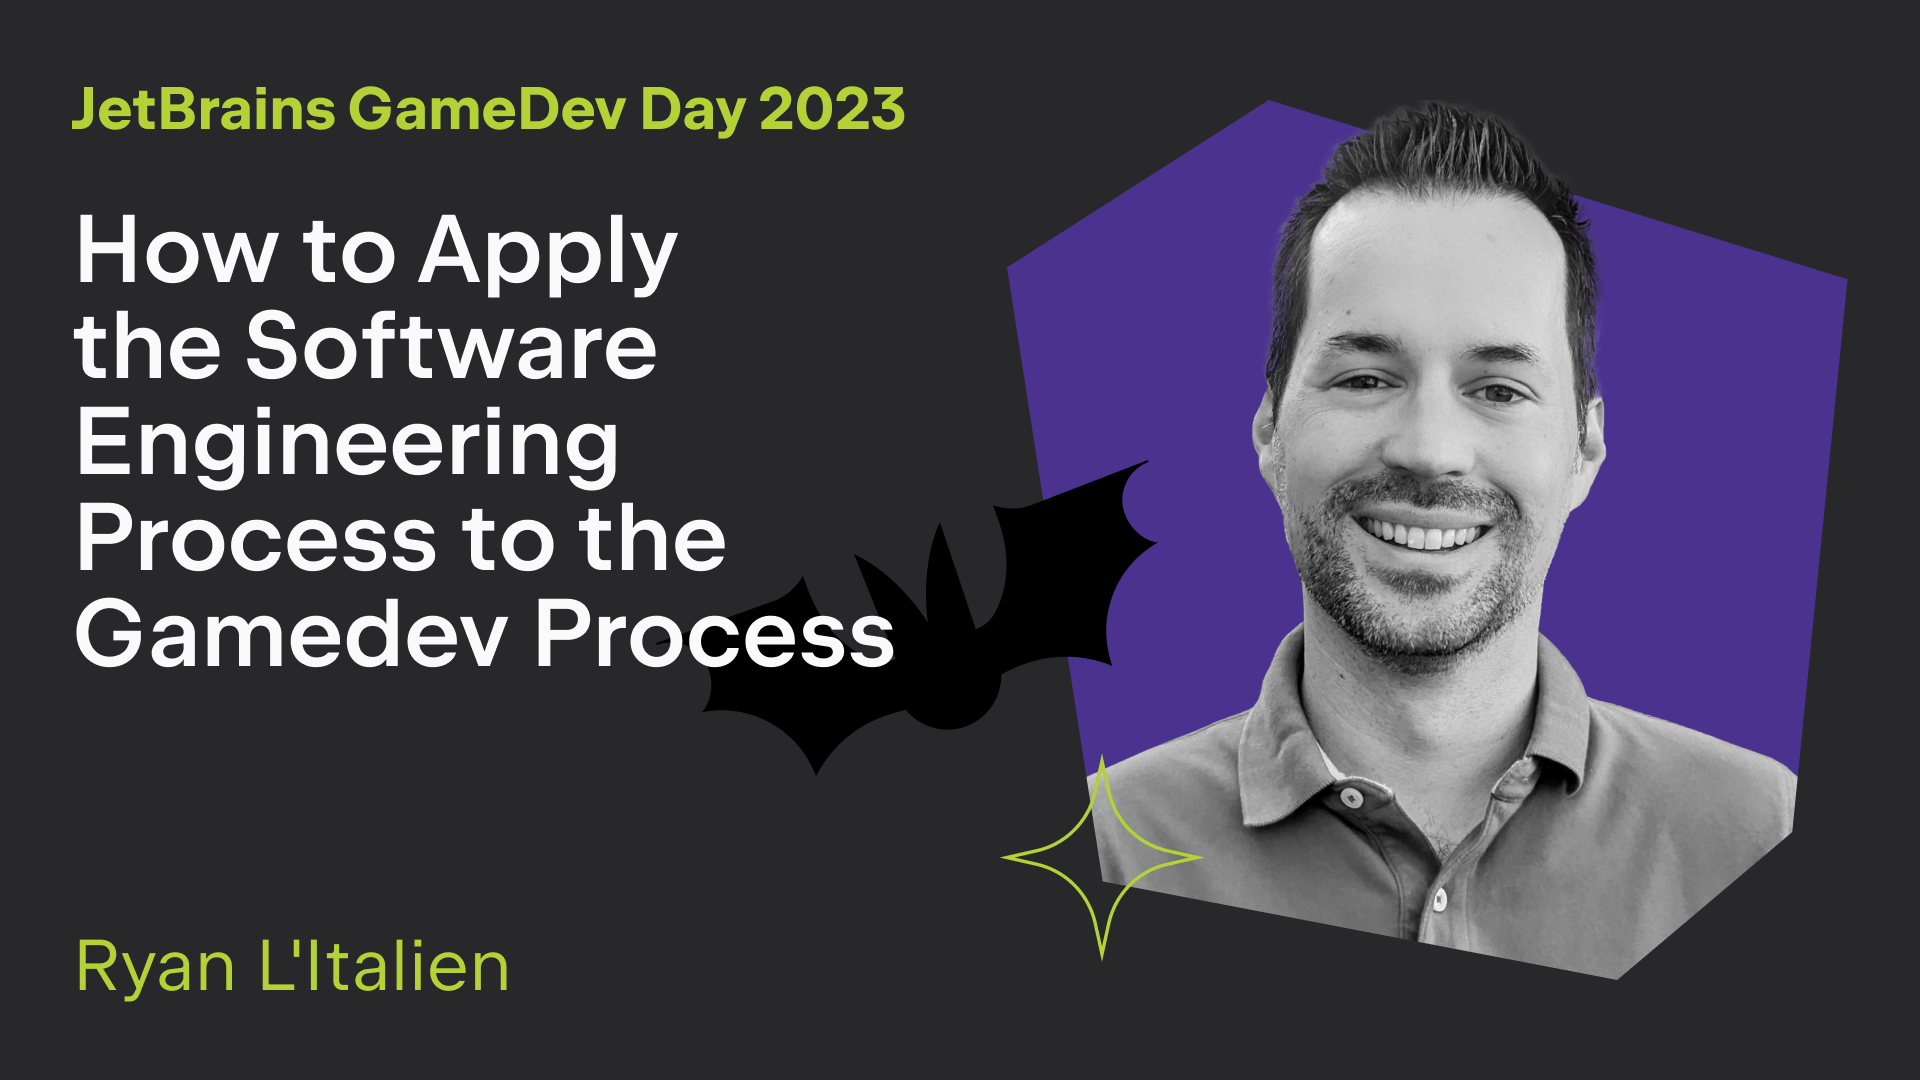 JetBrains GameDev Day 2023
How to Apply
the Software
Engineering
Process to the
Gamedev Process
Ryan L'Italien